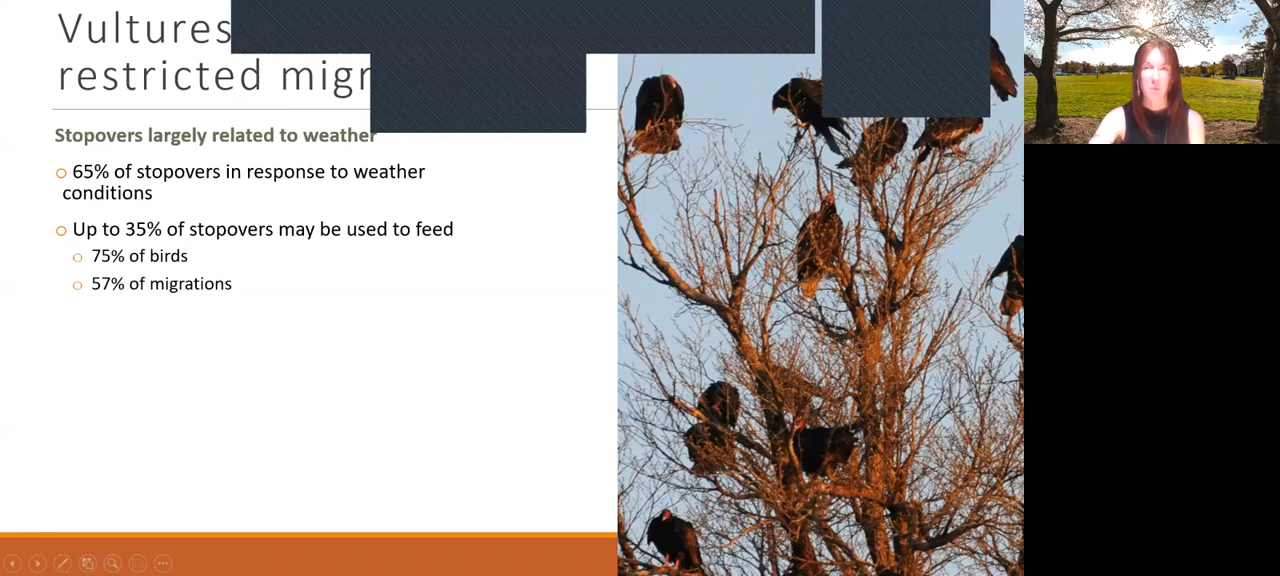 Vultures
restricted migr
Stopovers largely related to weather
65% of stopovers in response to weather
conditions
Up to 35% of stopovers may be used to feed
75% of birds
57% of migrations